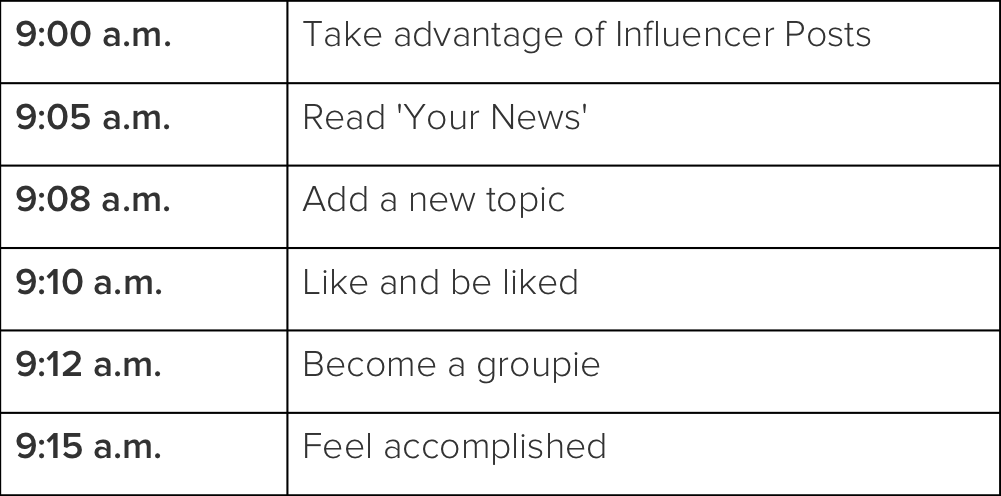 9:00 a.m. Take advantage of Influencer Posts
9:05 a.m. Read 'Your News'
9:08 a.m. Add a new topic
9:10 a.m. Like and be liked
9:12 a.m. Become a groupie
9:15 a.m. Feel accomplished